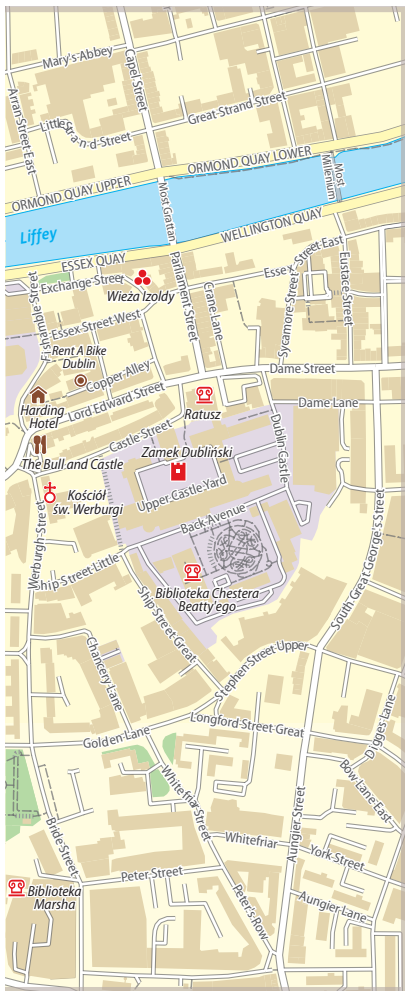 Mary's Abbey
Capel Street
Arran Street East
Little Stra-n-d-Street
Great-Strand Street
ORMOND QUAY LOWER
ORMOND QUAY UPPER
Most Grattan
Most
Millenium
Liffey
WELLINGTON QUAY
ESSEX QUAY
Exchange Street
Wieża Izoldy
Parliament Street
Crane-Lane
Essex Street East
Sycamore-Street
Eustace-Street
Fishamble-Street
Essex Street West
Rent A Bike
Dublin
Copper Alley
Dame Street
Lord Edward Street
Harding
Hotel
Ratusz
Dame Lane
Castle Street
Dublin Castle
The Bull and Castle
Zamek Dubliński
Kościół
św. Werburgi
Upper Castle Yard
Back-Avenue
Werburgh-Street
Ship Street Little
Biblioteka Chestera
Beatty'ego
Ship Street Great
South Great George's Street
Chancery Lane
Stephen-Street Upper
Longford Street Great
Golden-Lane
Digges Lane
Bow Lane East
Whitefriar Street
Aungier Street
Bride-Street
Whitefriar
York-Street
Peter Street
Biblioteka
Marsha
Peter's Row
Aungier Lane